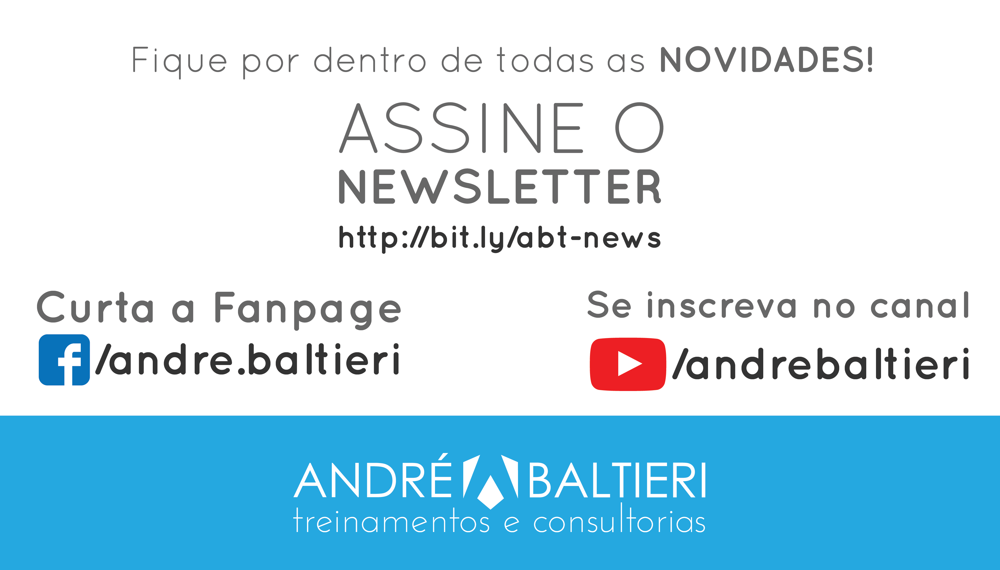 Fique por dentro de todas as NOVIDADES!
ASSINE O
NEWSLETTER
http://bit.ly/abt-news
Curta a Fanpage
/andre.baltieri
Se inscreva no canal
/andrebaltieri
ANDRÉ BALTIERI
treinamentos e consultorias